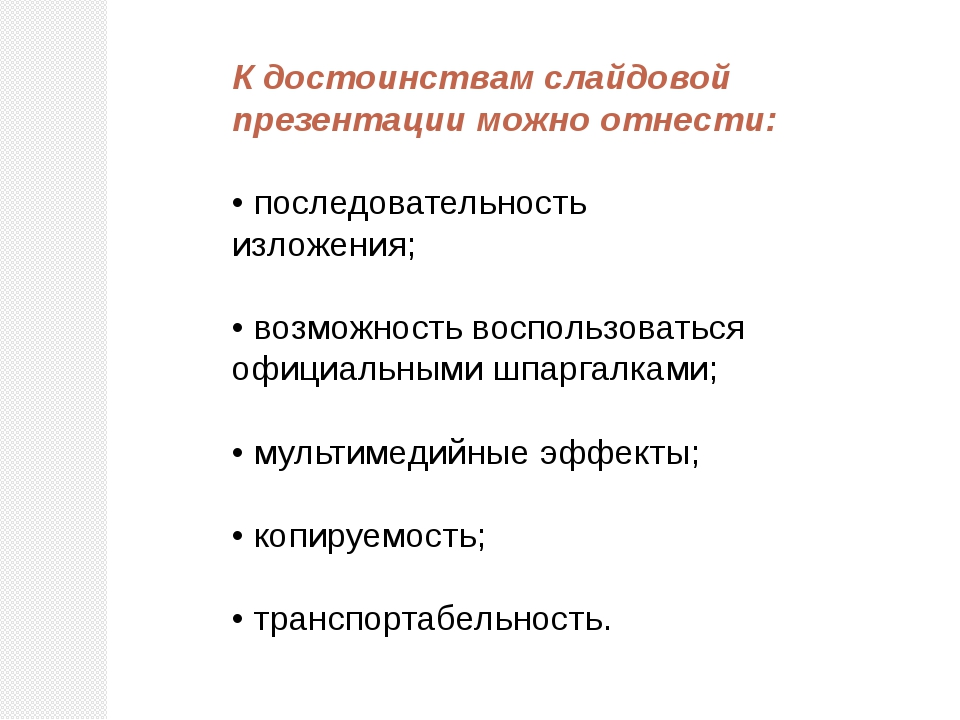 К достоинствам слайдовой
презентации можно отнести:
• последовательность
изложения;
• возможность воспользоваться
официальными шпаргалками;
• мультимедийные эффекты;
• копируемость;
• транспортабельность.